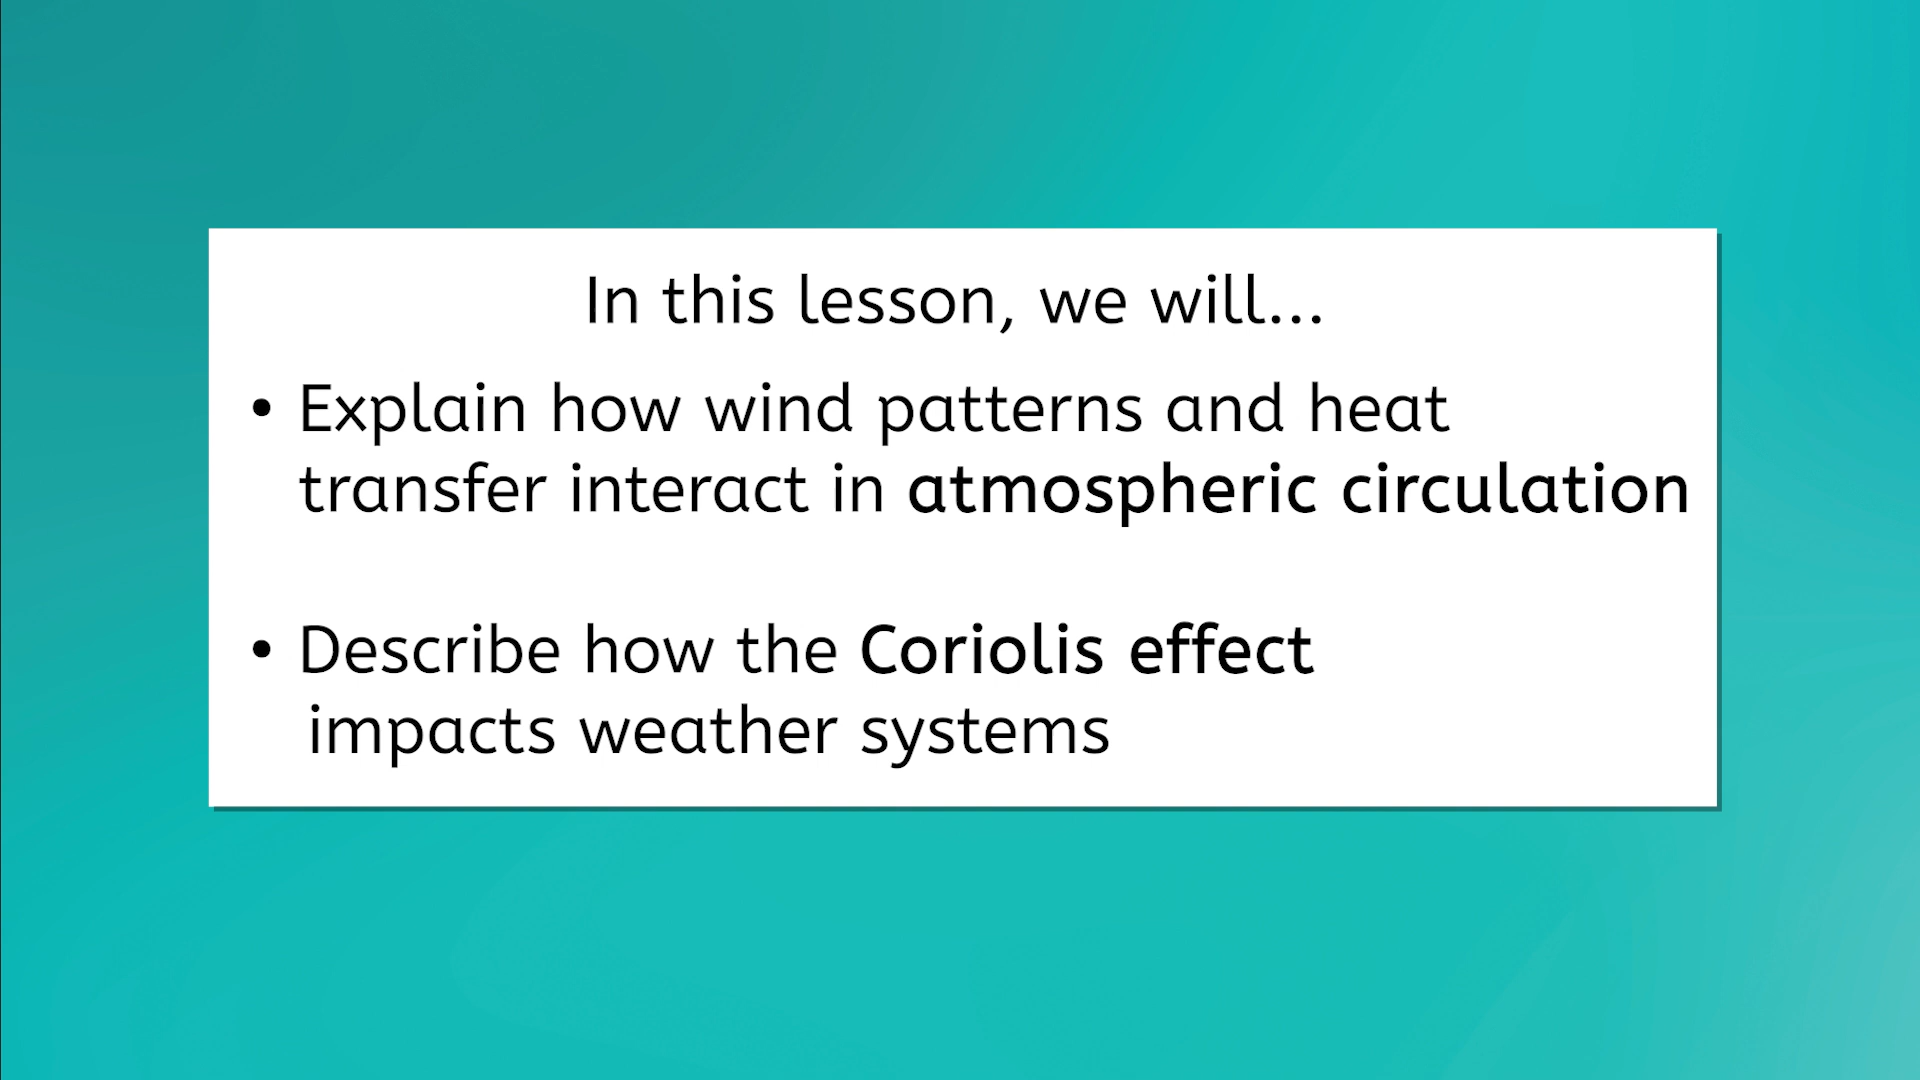 In this lesson, we will...
• Explain how wind patterns and heat
transfer interact in atmospheric circulation
• Describe how the Coriolis effect
impacts weather systems